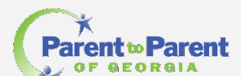 Parent to Parent
OF GEORGIA